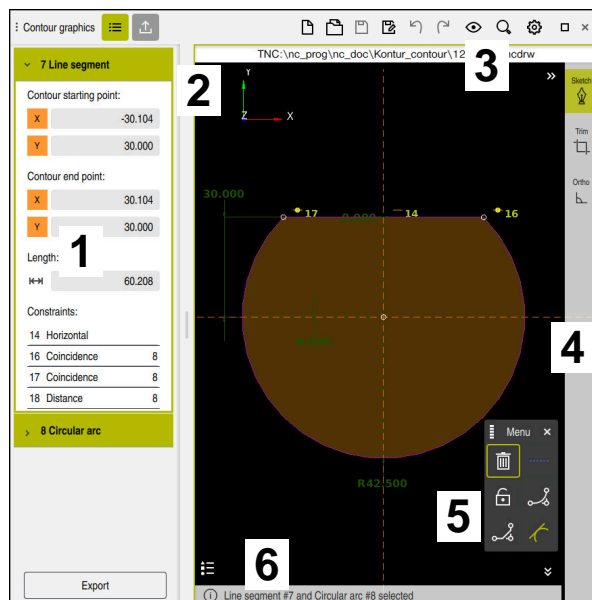 Contour graphics
TNC:\nc_prog\nc_doc\Kontur_contour\12 3 ncdrw
7 Line segment
2
Contour starting point:
X -30.104
Y 30.000
Contour end point:
X 30.104
Y 30.000
Length:
1
60.208
Constraints:
14 Horizontal
16 Coincidence 8
17 Coincidence 8
18 Distance 8
8 Circular arc
Export
Y
Z X
30.000
17
0.000
14
16
0.000
R42.500
Sketch
Trim
Ortho
4
Menu
5
6
Line segment #7 and Circular arc #8 selected